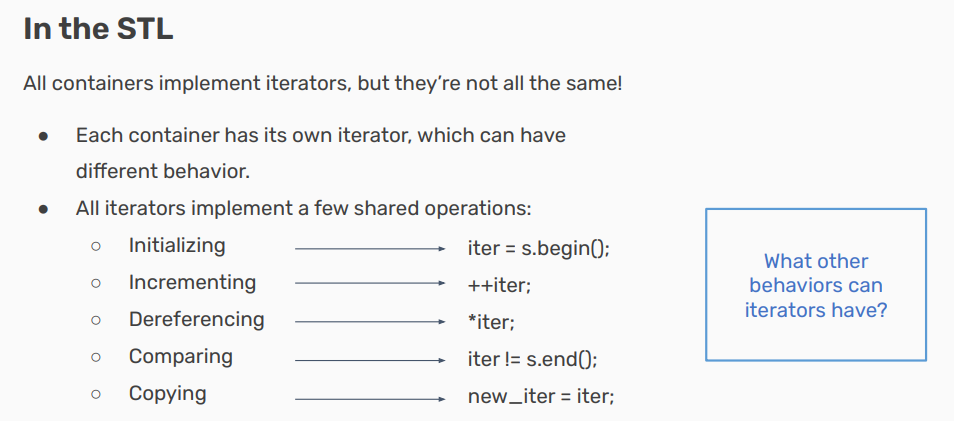 In the STL
All containers implement iterators, but they’re not all the same!
● Each container has its own iterator, which can have
different behavior.
● All iterators implement a few shared operations:
○ Initializing iter = s.begin();
○ Incrementing ++iter;
○ Dereferencing *iter;
○ Comparing iter != s.end();
○ Copying new_iter = iter;
What other
behaviors can
iterators have?